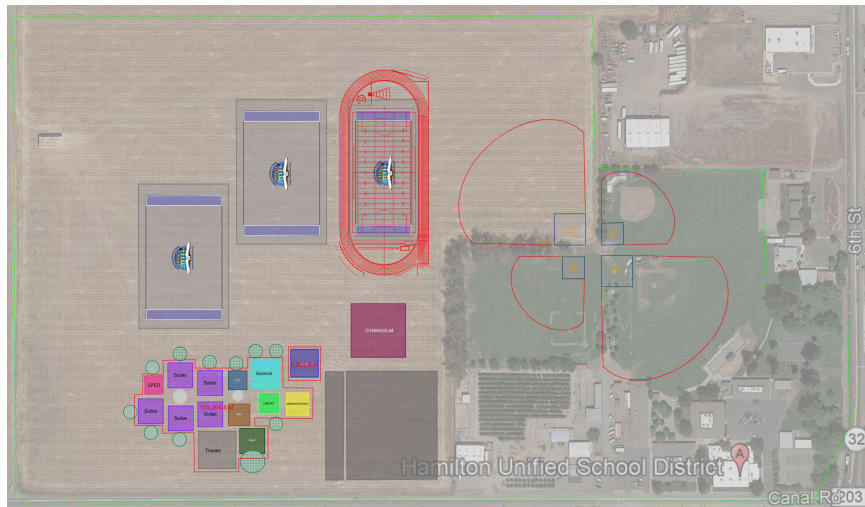 6th St
GYMNASIUM
Science
Suites
Suites
SPED
Library
Suites
Suites
Suites
Theater
32
A
Hamilton Unified School District
Canal Rd
203